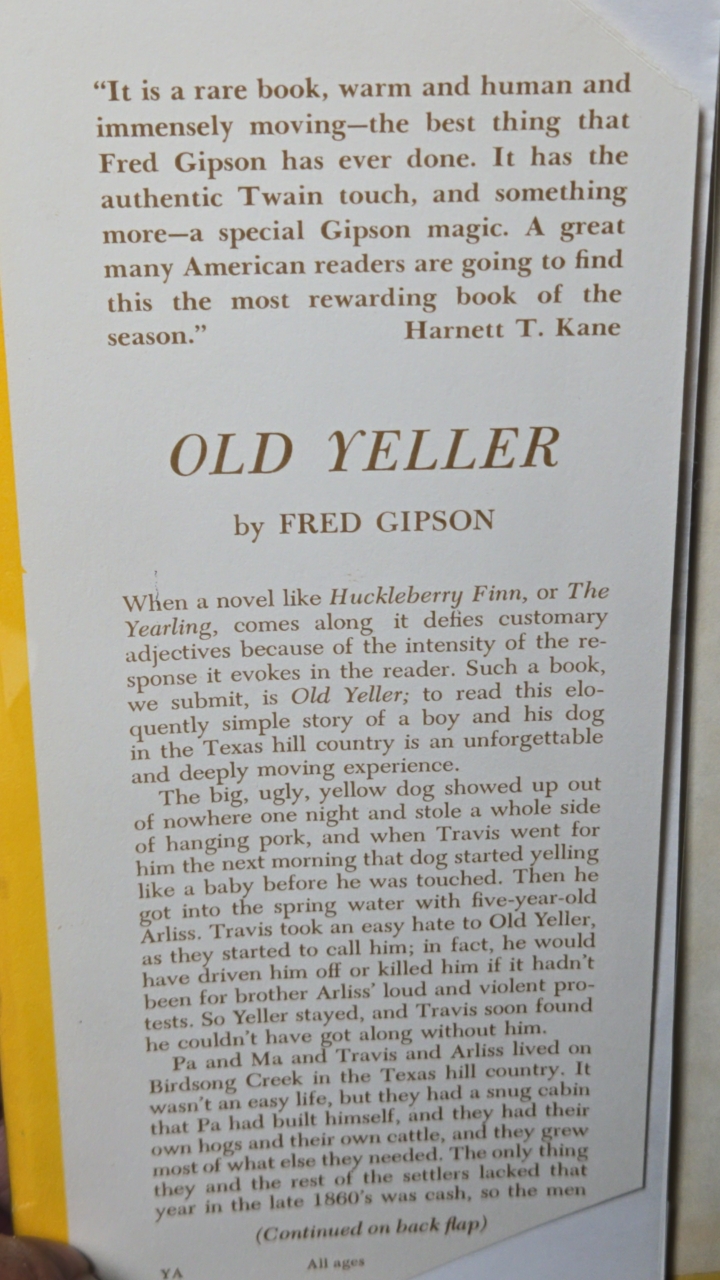 “It is a rare book, warm and human and
immensely moving—the best thing that
Fred Gipson has ever done. It has the
authentic Twain touch, and something
more—a special Gipson magic. A great
many American readers are going to find
this the most rewarding book of the
season.” Harnett T. Kane
OLD YELLER
by FRED GIPSON
When a novel like Huckleberry Finn, or The
Yearling, comes along it defies customary
adjectives because of the intensity of the re-
sponse it evokes in the reader. Such a book,
we submit, is Old Yeller; to read this elo-
quently simple story of a boy and his dog
in the Texas hill country is an unforgettable
and deeply moving experience.
The big, ugly, yellow dog showed up out
of nowhere one night and stole a whole side
of hanging pork, and when Travis went for
him the next morning that dog started yelling
like a baby before he was touched. Then he
got into the spring water with five-year-old
Arliss. Travis took an easy hate to Old Yeller,
as they started to call him; in fact, he would
have driven him off or killed him if it hadn't
been for brother Arliss' loud and violent pro-
tests. So Yeller stayed, and Travis soon found
he couldn't have got along without him.
Pa and Ma and Travis and Arliss lived on
Birdsong Creek in the Texas hill country. It
wasn't an easy life, but they had a snug cabin
that Pa had built himself, and they had their
own hogs and their own cattle, and they grew
most of what else they needed. The only thing
they and the rest of the settlers lacked that
year in the late 1860's was cash, so the men
(Continued on back flap)
All ages
YA